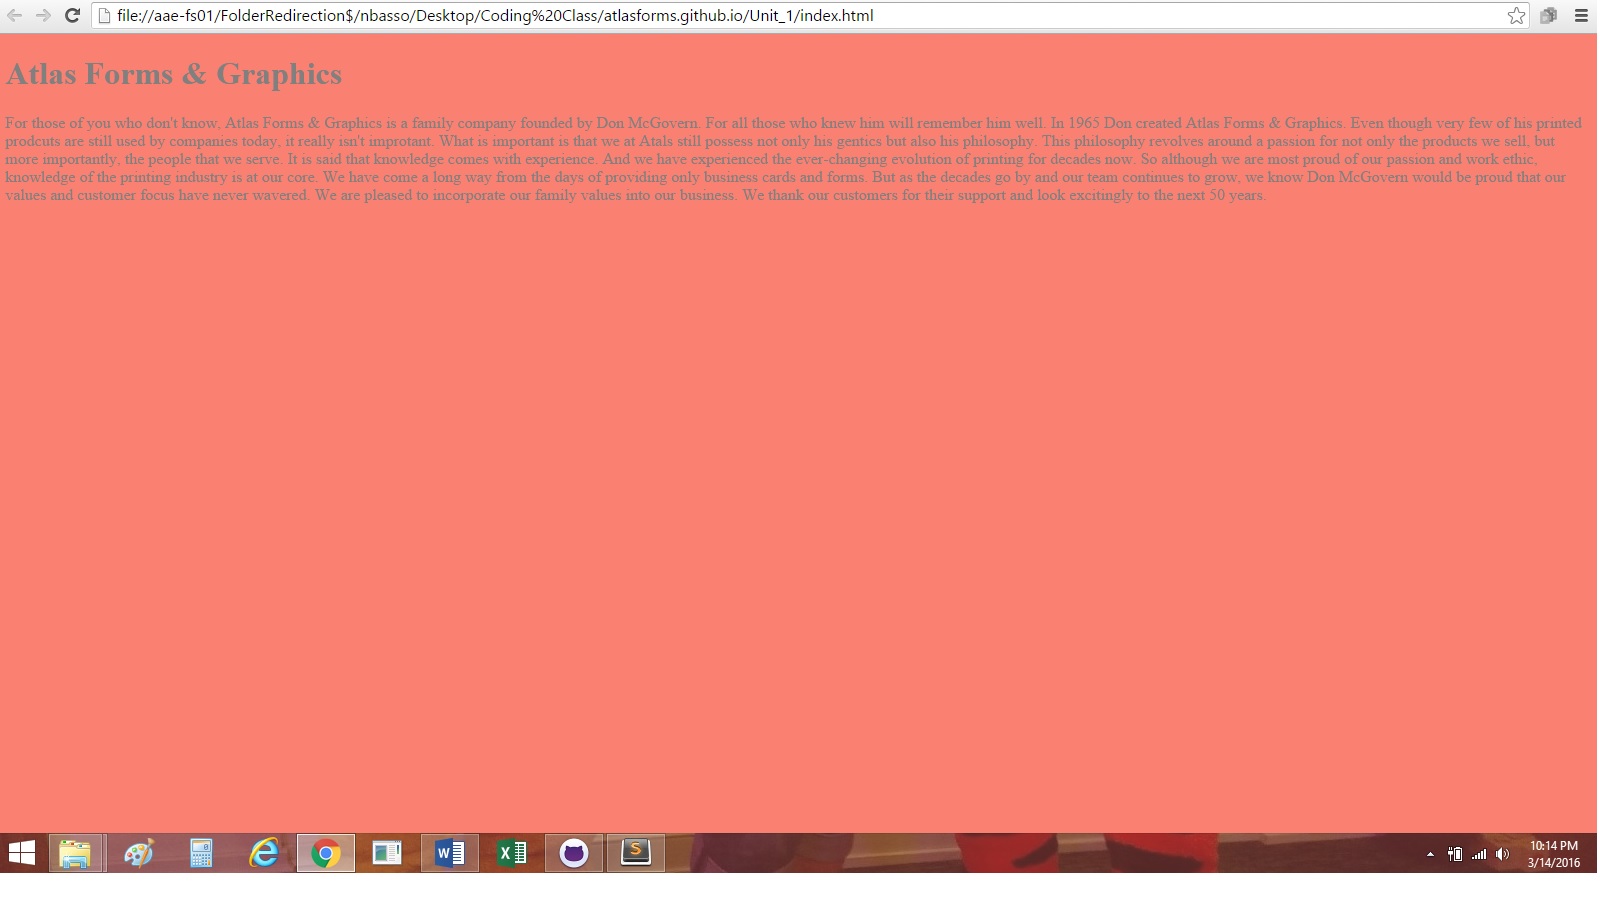 file://aae-fs01/FolderRedirection$/nbasso/Desktop/Coding%20Class/atlasforms.github.io/Unit_1/index.html
Atlas Forms & Graphics
For those of you who don't know, Atlas Forms & Graphics is a family company founded by Don McGovern. For all those who knew him will remember him well. In 1965 Don created Atlas Forms & Graphics. Even though very few of his printed
prodcuts are still used by companies today, it really isn't improtant. What is important is that we at Atals still possess not only his gentics but also his philosophy. This philosophy revolves around a passion for not only the products we sell, but
more importantly, the people that we serve. It is said that knowledge comes with experience. And we have experienced the ever-changing evolution of printing for decades now. So although we are most proud of our passion and work ethic,
knowledge of the printing industry is at our core. We have come a long way from the days of providing only business cards and forms. But as the decades go by and our team continues to grow, we know Don McGovern would be proud that our
values and customer focus have never wavered. We are pleased to incorporate our family values into our business. We thank our customers for their support and look excitingly to the next 50 years.
10:14 PM
3/14/2016